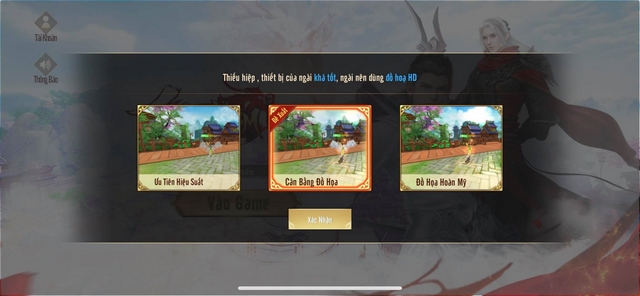 Tài Khoản
Thông Báo
Thiếu hiệp , thiết bị của ngài khá tốt, ngài nên dùng đồ hoạ HD
Đề Xuất
Ưu Tiên Hiệu Suất
Cân Bằng Đồ Họa
Đồ Họa Hoàn Mỹ
Vào Game
Xác Nhận